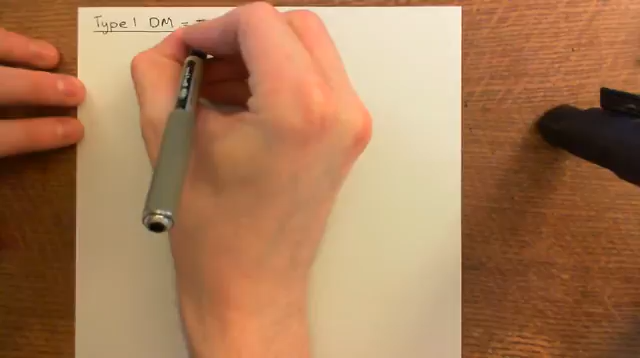 Type 1 DM =